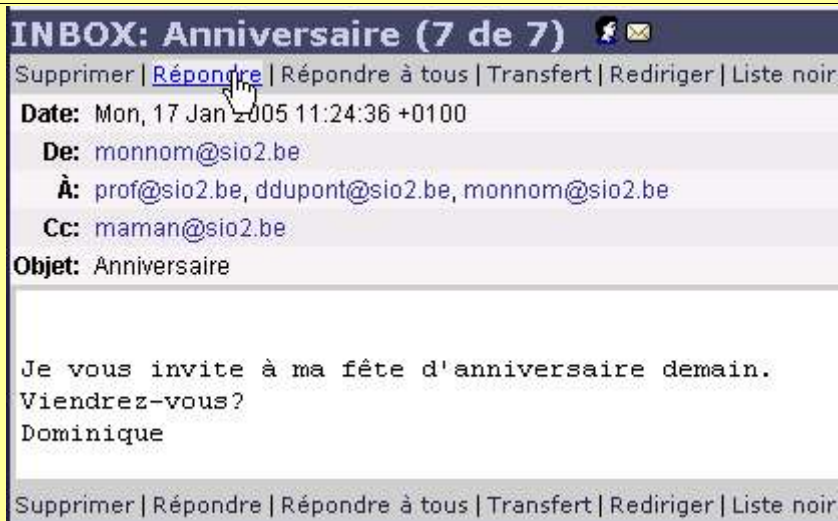 INBOX: Anniversaire (7 de 7)
Supprimer | Répondre | Répondre à tous | Transfert | Rediriger | Liste noir
Date: Mon, 17 Jan 2005 11:24:36 +0100
De: monnom@sio2.be
À: prof@sio2.be, ddupont@sio2.be, monnom@sio2.be
Cc: maman@sio2.be
Objet: Anniversaire
Je vous invite à ma fête d'anniversaire demain.
Viendrez-vous?
Dominique
Supprimer | Répondre | Répondre à tous | Transfert | Rediriger | Liste noir